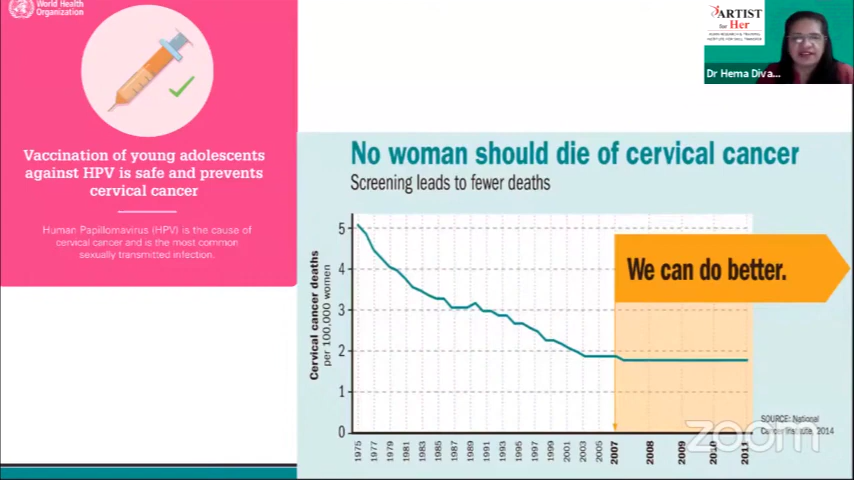 World Health
Organization
Vaccination of young adolescents
against HPV is safe and prevents
cervical cancer
Human Papillomavirus (HPV) is the cause of
cervical cancer and is the most common
sexually transmitted infection.
ARTIST
for Her
Dr Hema Diva...
No woman should die of cervical cancer
Screening leads to fewer deaths
Cervical cancer deaths
per 100,000 women
5
4
3
2
1
0
We can do better.
1975
1977
1979
1981
1983
1985
1987
1989
1991
1993
1995
1997
1999
2001
2003
2005
2007
2008
2009
2010
2011
SOURCE: National
Cancer Institute, 2014
zoom